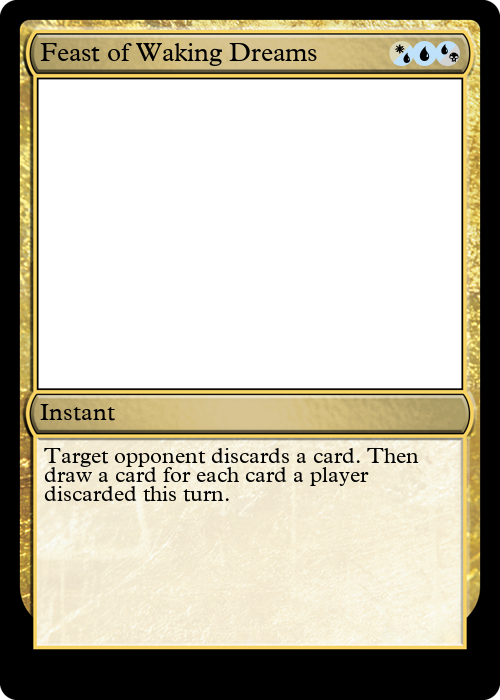 Feast of Waking Dreams
Instant
Target opponent discards a card. Then
draw a card for each card a player
discarded this turn.